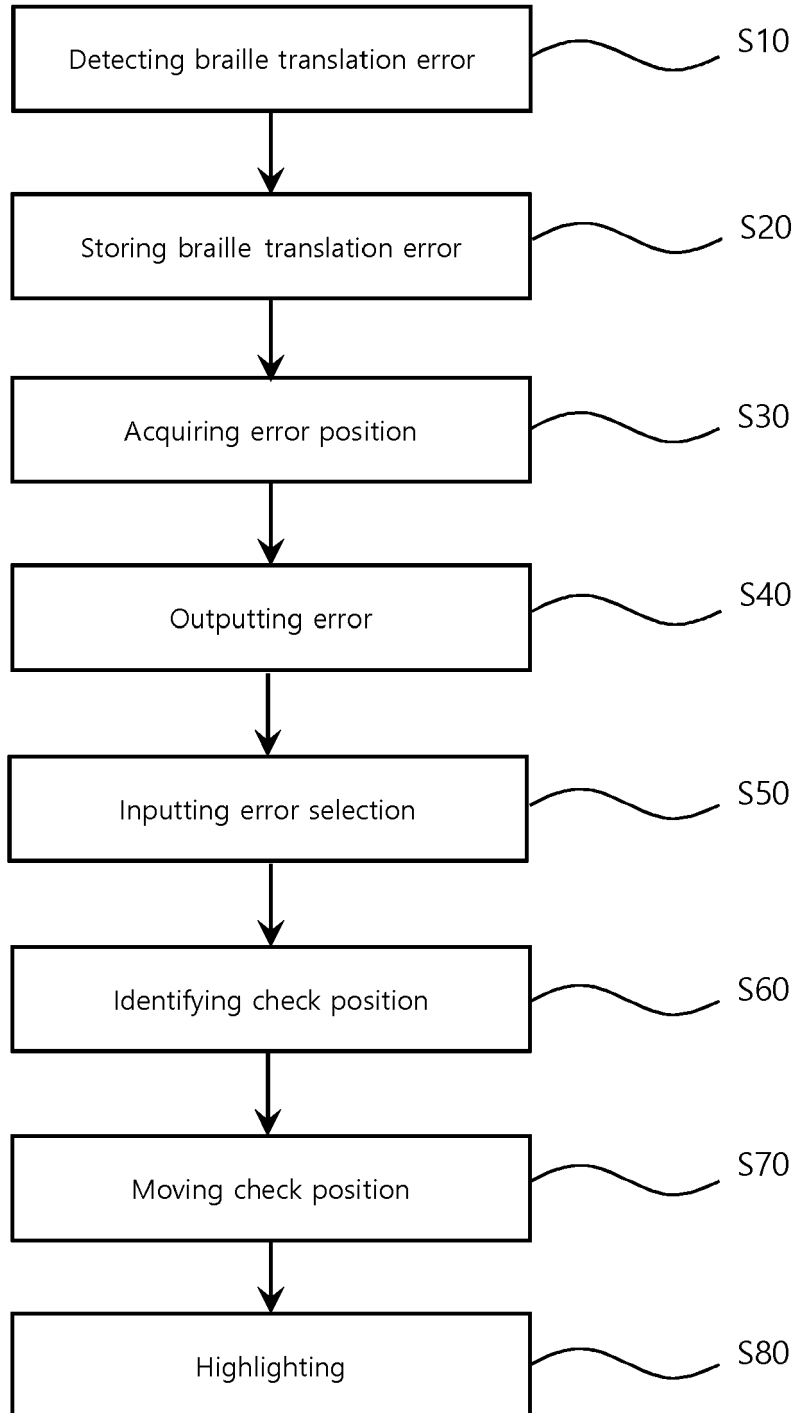 Detecting braille translation error S10
Storing braille translation error S20
Acquiring error position S30
Outputting error S40
Inputting error selection S50
Identifying check position S60
Moving check position S70
Highlighting S80